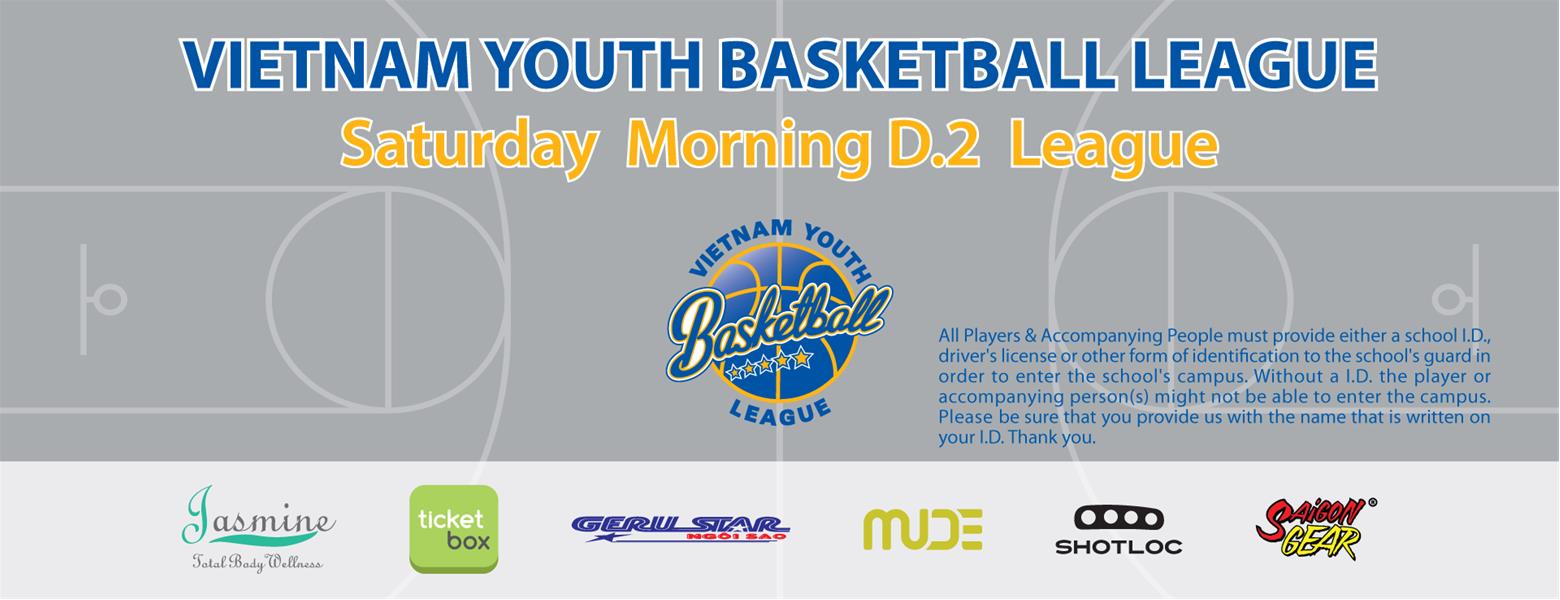 VIETNAM YOUTH BASKETBALL LEAGUE
Saturday Morning D.2 League
VIETNAM YOUTH
Basketball
LEAGUE
All Players & Accompanying People must provide either a school I.D.,
driver's license or other form of identification to the school's guard in
order to enter the school's campus. Without a I.D. the player or
accompanying person(s) might not be able to enter the campus.
Please be sure that you provide us with the name that is written on
your I.D. Thank you.
Jasmine
Total Body Wellness
ticket
box
GERU STAR
NGÔI SAO
MUDE
SHOTLOC
SAiGON
GEAR